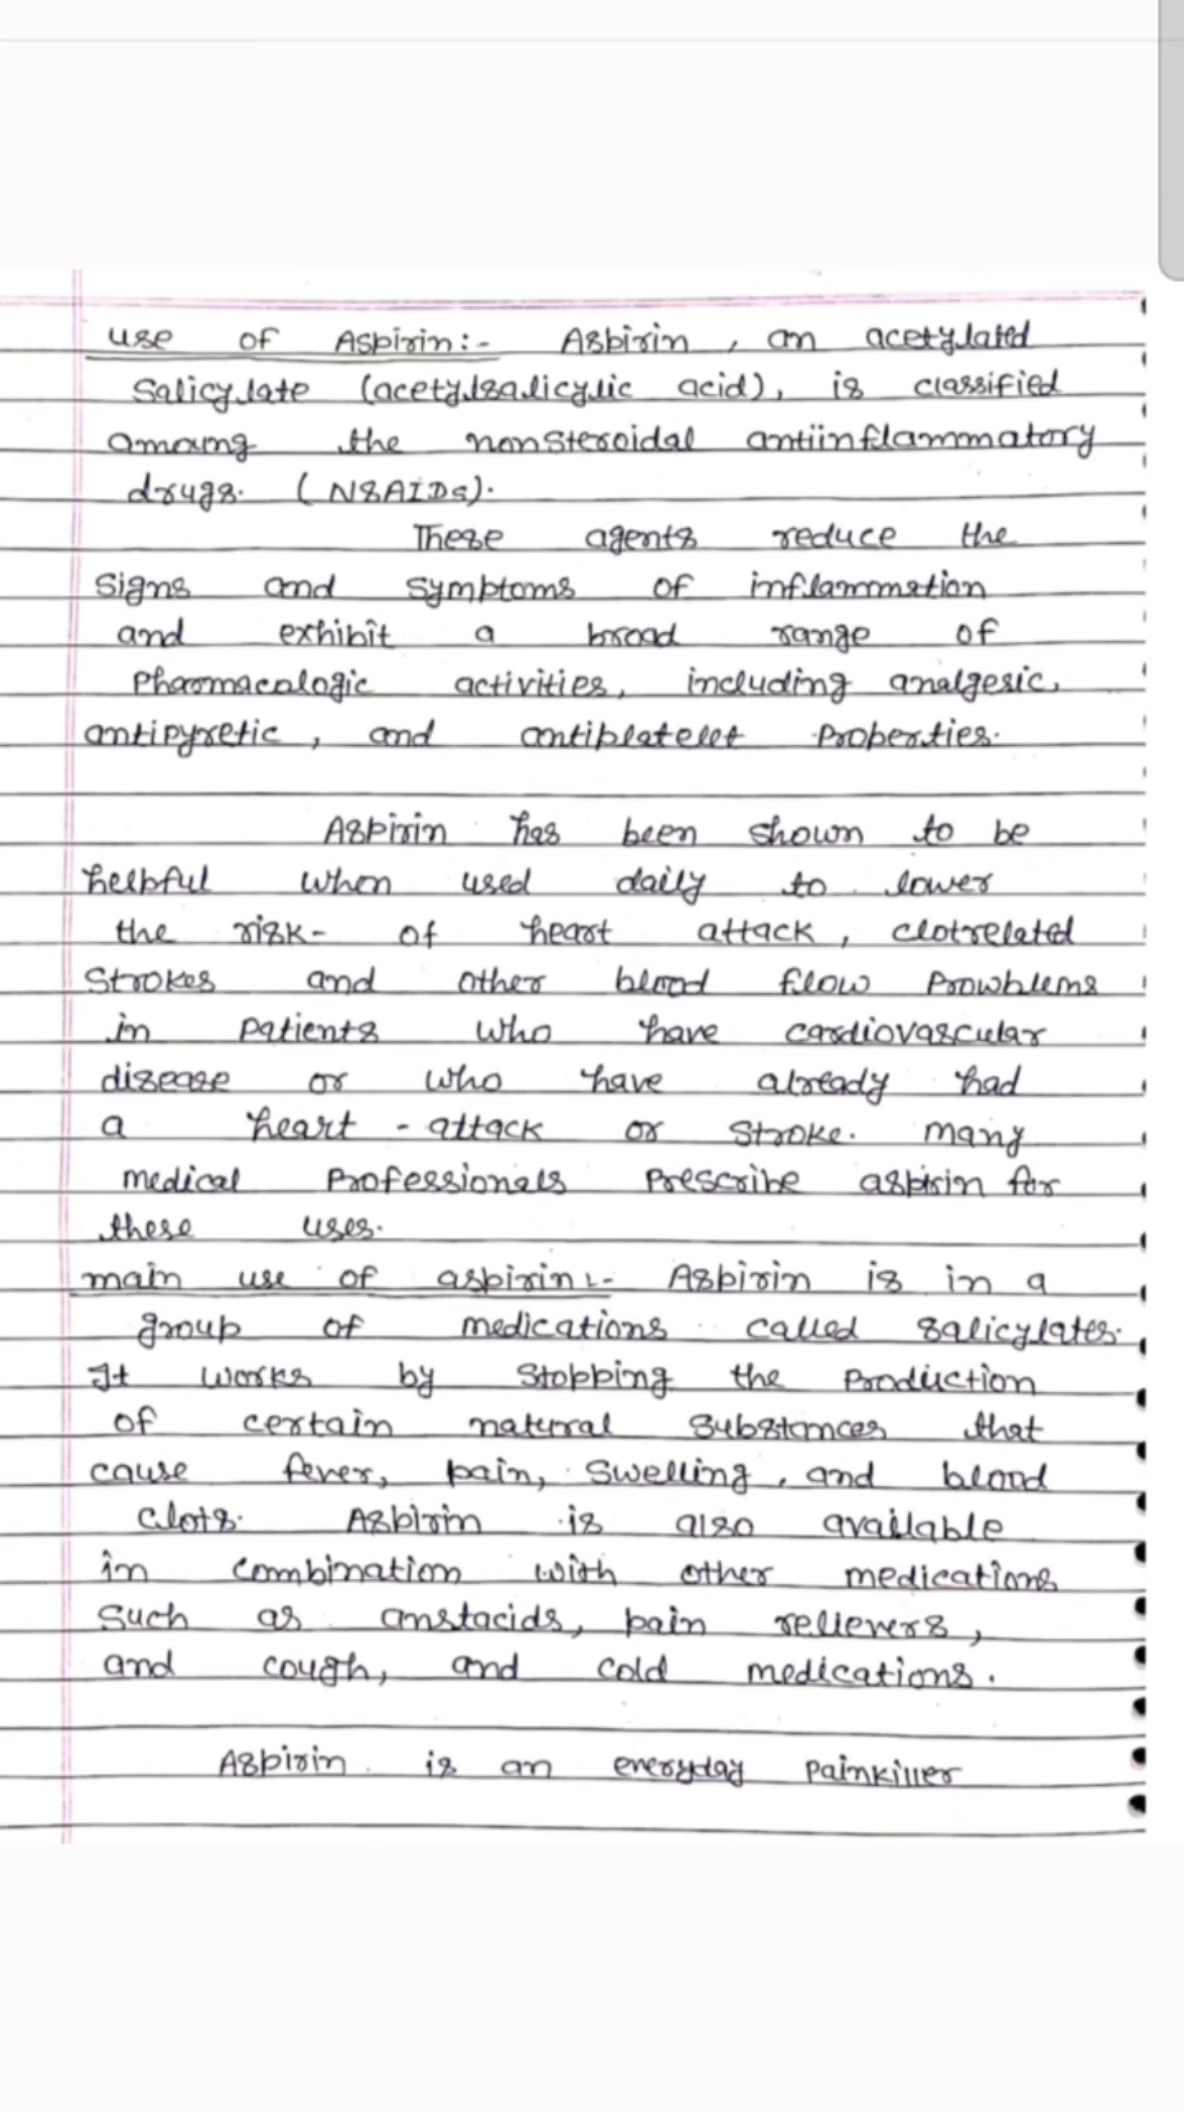 use of Aspirin:- Aspirin, an acetylated
Salicylate (acetylsalicylic acid), is classified
among the nonsteroidal antiinflammatory
drugs. (NSAIDs).
These agents reduce the
signs and symptoms of inflammation
and exhibit a broad range of
Pharmacologic activities, including analgesic,
antipyretic, and antiplatelet Properties.
Aspirin has been shown to be
helpful when used daily to lower
the risk- of heart attack, clotrelated
Strokes and other blood flow Prowblems
in patients who have cardiovascular
disease or who have already had
a heart - attack or stroke. many
medical Professionals Prescribe aspirin for
these uses.
main use of aspirin:- Aspirin is in a
group of medications called salicylates.
It works by stopping the Production
of certain natural substances that
cause fever, pain, swelling, and blood
clots. Aspirin is also available
in combination with other medications
such as anstacids, pain relievers,
and cough, and cold medications.
Aspirin is an everyday Painkiller